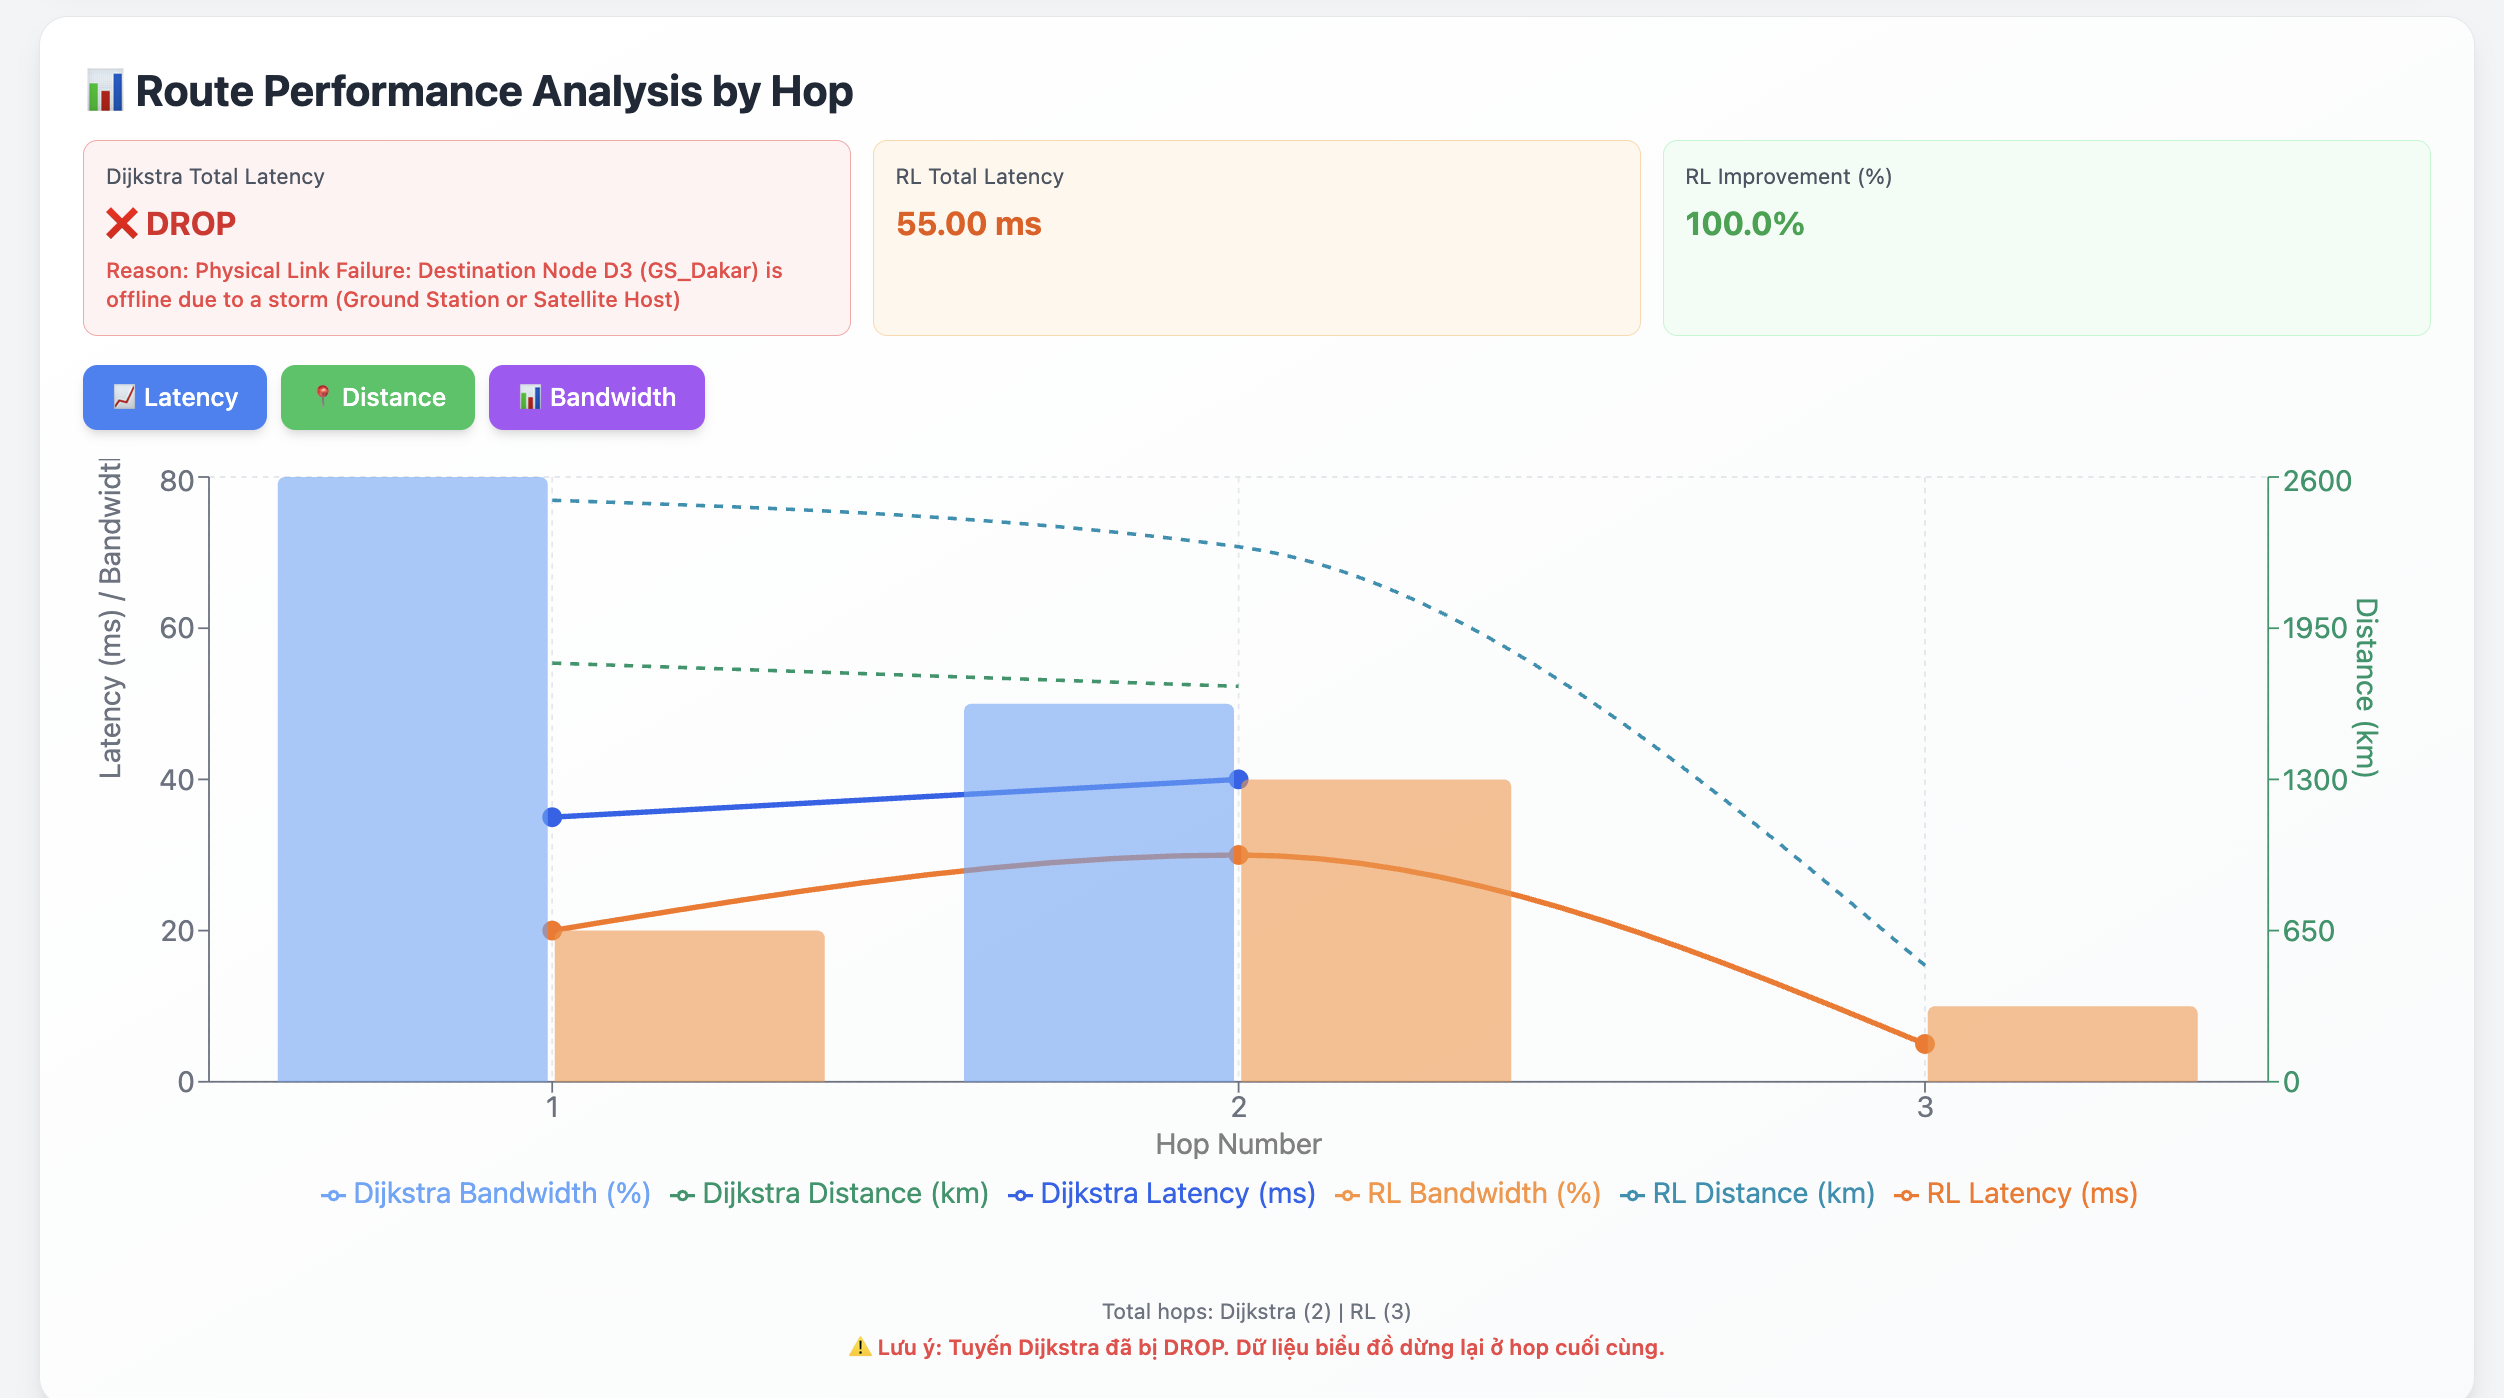 Route Performance Analysis by Hop
Dijkstra Total Latency
DROP
Reason: Physical Link Failure: Destination Node D3 (GS_Dakar) is
offline due to a storm (Ground Station or Satellite Host)
RL Total Latency
55.00 ms
RL Improvement (%)
100.0%
Latency
Distance
Bandwidth
Latency (ms) / Bandwidt
80
60
40
20
0
2600
1950
1300
650
0
Distance (km)
1
2
3
Hop Number
Dijkstra Bandwidth (%) Dijkstra Distance (km) Dijkstra Latency (ms) RL Bandwidth (%) RL Distance (km) RL Latency (ms)
Total hops: Dijkstra (2) | RL (3)
⚠️ Lưu ý: Tuyến Dijkstra đã bị DROP. Dữ liệu biểu đồ dừng lại ở hop cuối cùng.